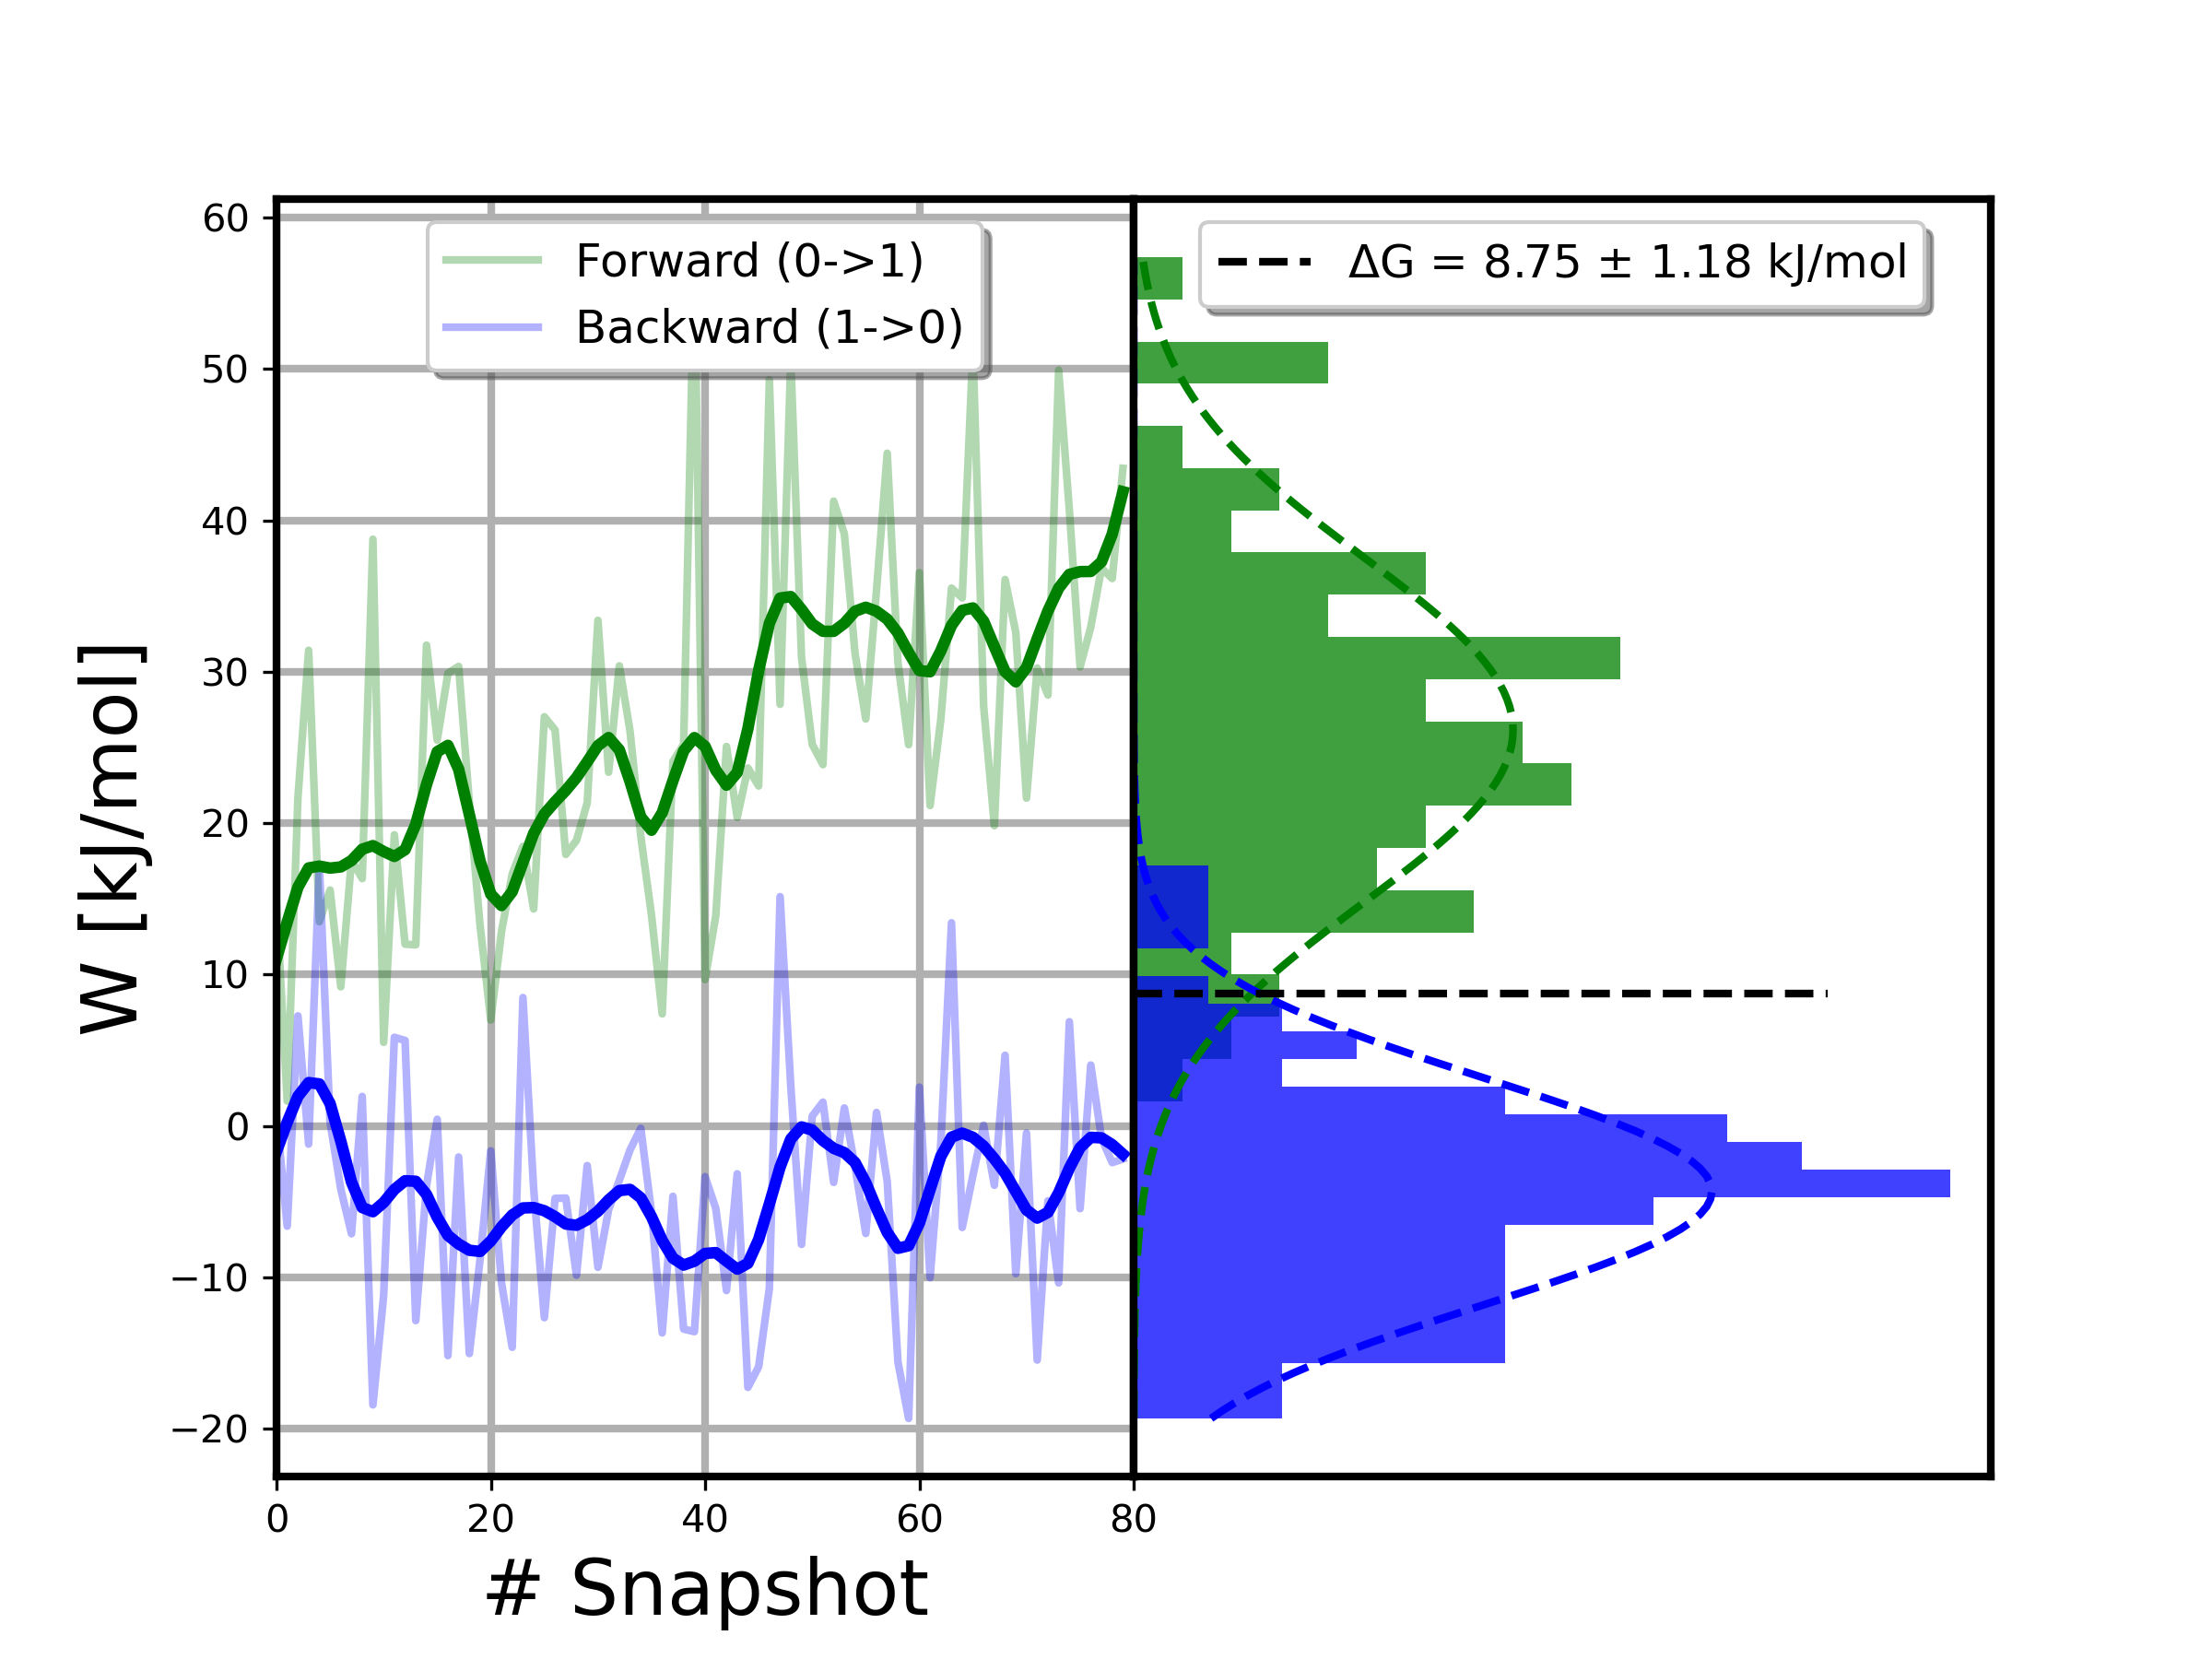 60
50
40
30
20
10
0
−10
−20
W [kJ/mol]
Forward (0->1)
Backward (1->0)
ΔG = 8.75 ± 1.18 kJ/mol
0 20 40 60 80
# Snapshot